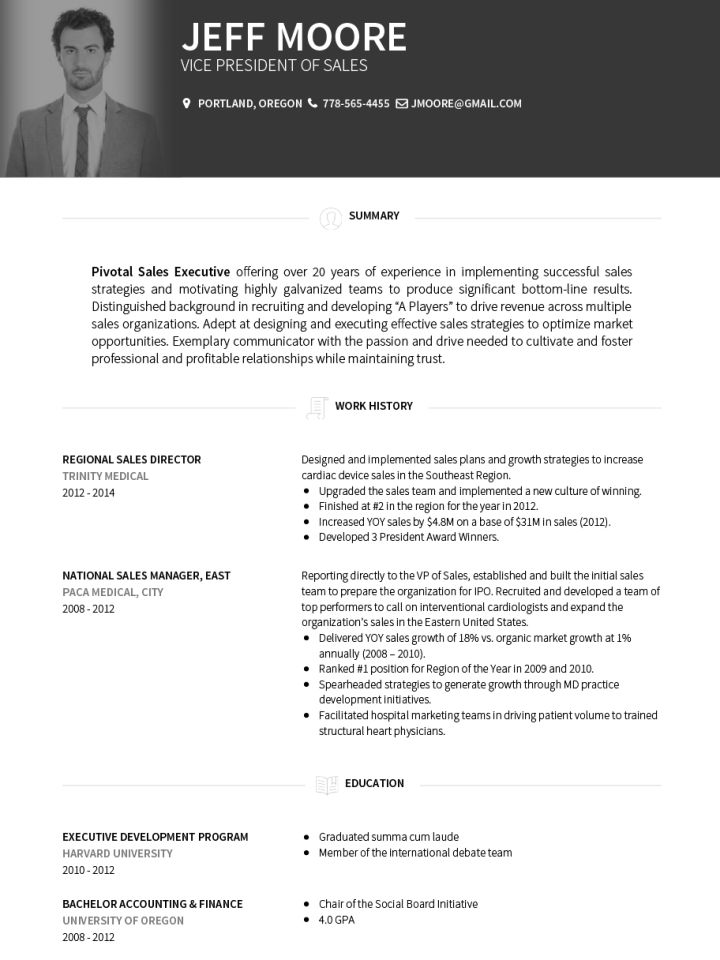 JEFF MOORE
VICE PRESIDENT OF SALES
PORTLAND, OREGON 778-565-4455 JMOORE@GMAIL.COM
SUMMARY
Pivotal Sales Executive offering over 20 years of experience in implementing successful sales
strategies and motivating highly galvanized teams to produce significant bottom-line results.
Distinguished background in recruiting and developing “A Players” to drive revenue across multiple
sales organizations. Adept at designing and executing effective sales strategies to optimize market
opportunities. Exemplary communicator with the passion and drive needed to cultivate and foster
professional and profitable relationships while maintaining trust.
WORK HISTORY
REGIONAL SALES DIRECTOR
TRINITY MEDICAL
2012 - 2014
Designed and implemented sales plans and growth strategies to increase
cardiac device sales in the Southeast Region.
• Upgraded the sales team and implemented a new culture of winning.
• Finished at #2 in the region for the year in 2012.
• Increased YOY sales by $4.8M on a base of $31M in sales (2012).
• Developed 3 President Award Winners.
NATIONAL SALES MANAGER, EAST
PACA MEDICAL, CITY
2008 - 2012
Reporting directly to the VP of Sales, established and built the initial sales
team to prepare the organization for IPO. Recruited and developed a team of
top performers to call on interventional cardiologists and expand the
organization's sales in the Eastern United States.
• Delivered YOY sales growth of 18% vs. organic market growth at 1%
annually (2008 – 2010).
• Ranked #1 position for Region of the Year in 2009 and 2010.
• Spearheaded strategies to generate growth through MD practice
development initiatives.
• Facilitated hospital marketing teams in driving patient volume to trained
structural heart physicians.
EDUCATION
EXECUTIVE DEVELOPMENT PROGRAM
HARVARD UNIVERSITY
2010 - 2012
• Graduated summa cum laude
• Member of the international debate team
BACHELOR ACCOUNTING & FINANCE
UNIVERSITY OF OREGON
2008 - 2012
• Chair of the Social Board Initiative
• 4.0 GPA